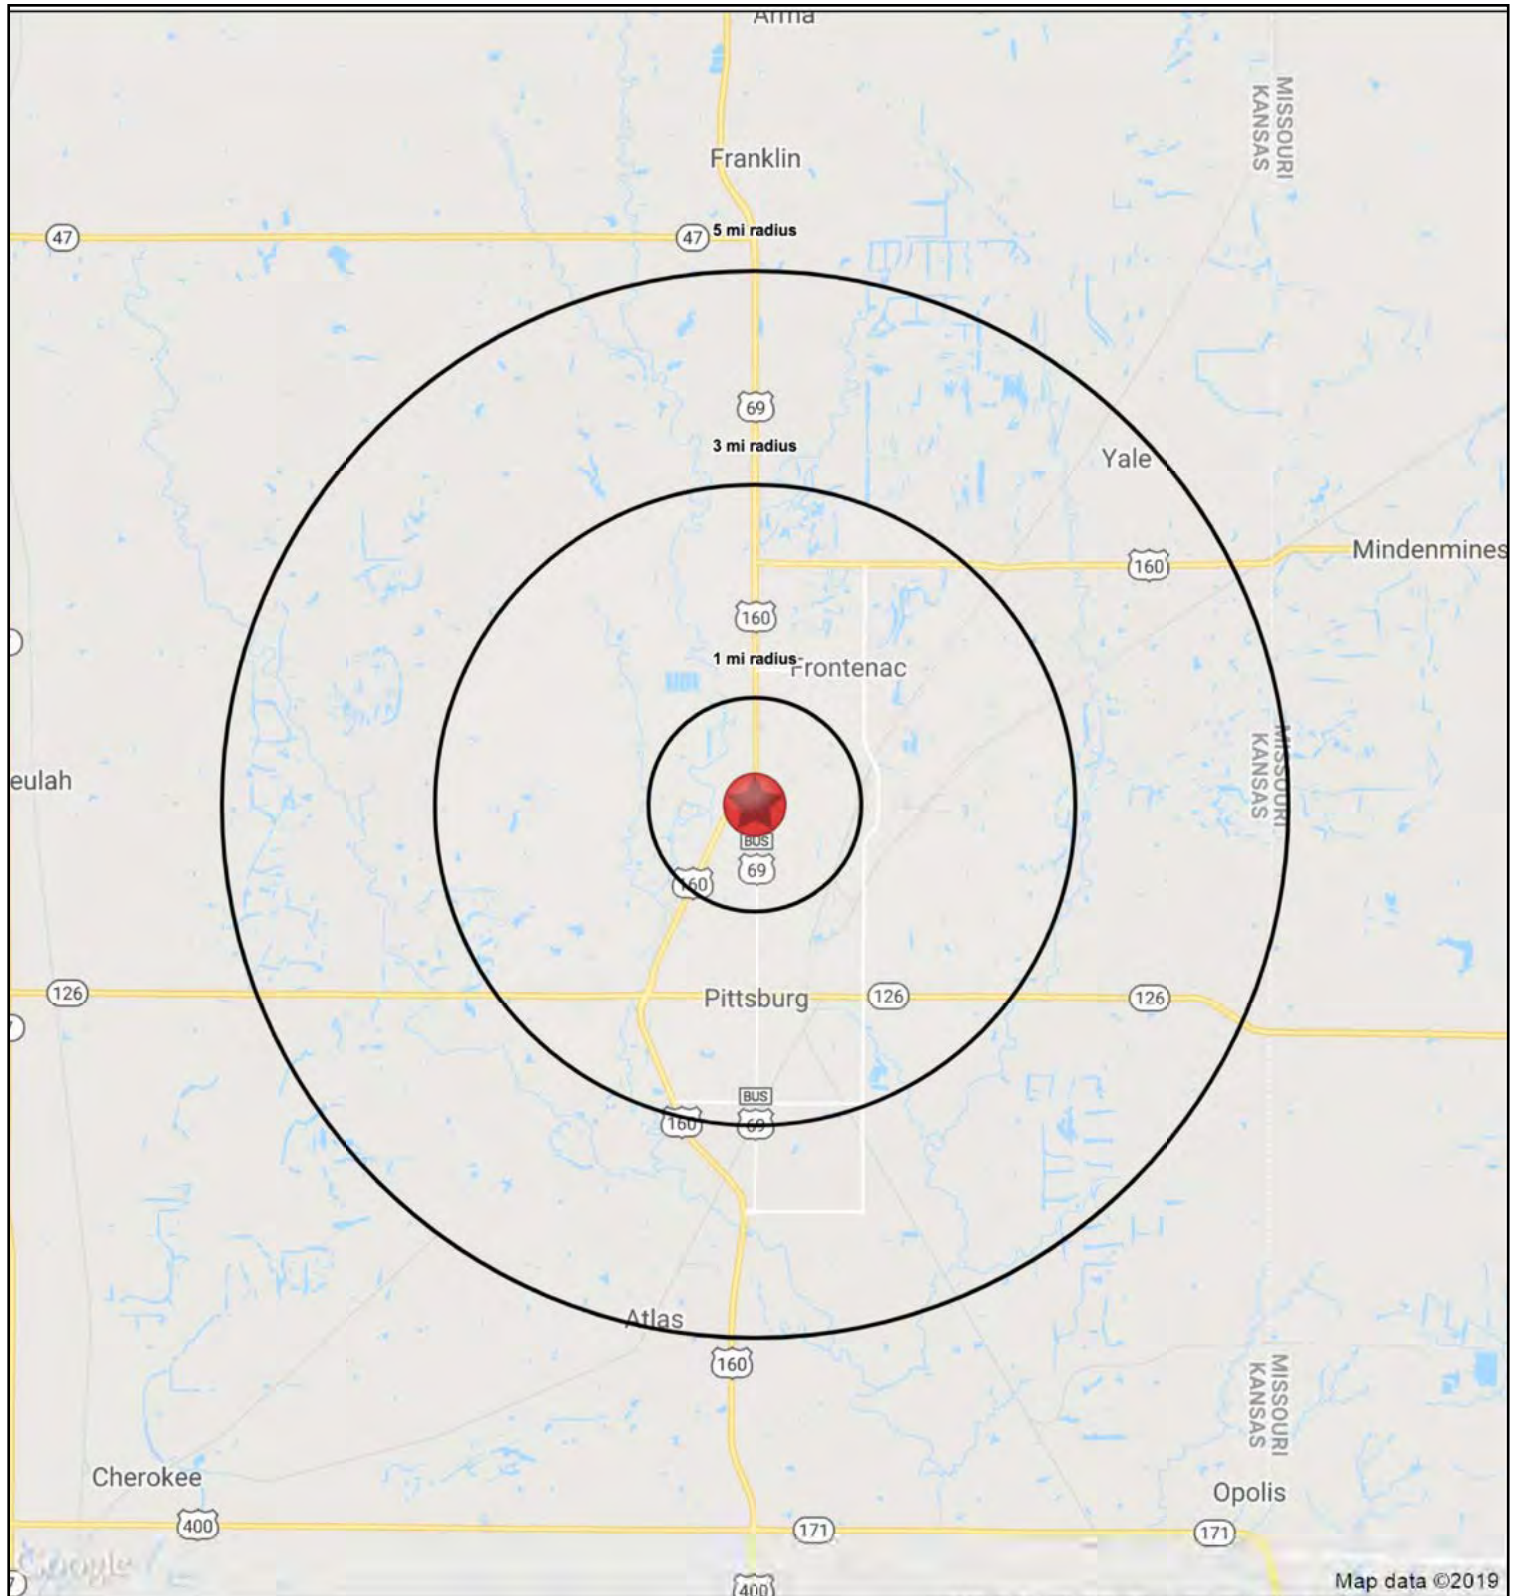 Arma
MISSOURI
KANSAS
Franklin
5 mi radius
47
47
69
3 mi radius
Yale
Mindenmines
160
160
1 mi radius
Frontenac
MISSOURI
KANSAS
eulah
BUS
69
160
126
Pittsburg
126
126
BUS
160
69
Atlas
160
MISSOURI
KANSAS
Cherokee
Opolis
400
171
171
Google
400
Map data ©2019